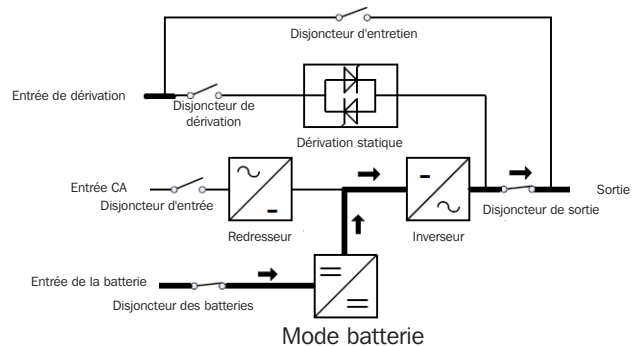 Disjoncteur d'entretien
Entrée de dérivation
Disjoncteur de
dérivation
Dérivation statique
Entrée CA
Disjoncteur d'entrée
Redresseur
Inverseur
Sortie
Disjoncteur de sortie
Entrée de la batterie
Disjoncteur des batteries
Mode batterie